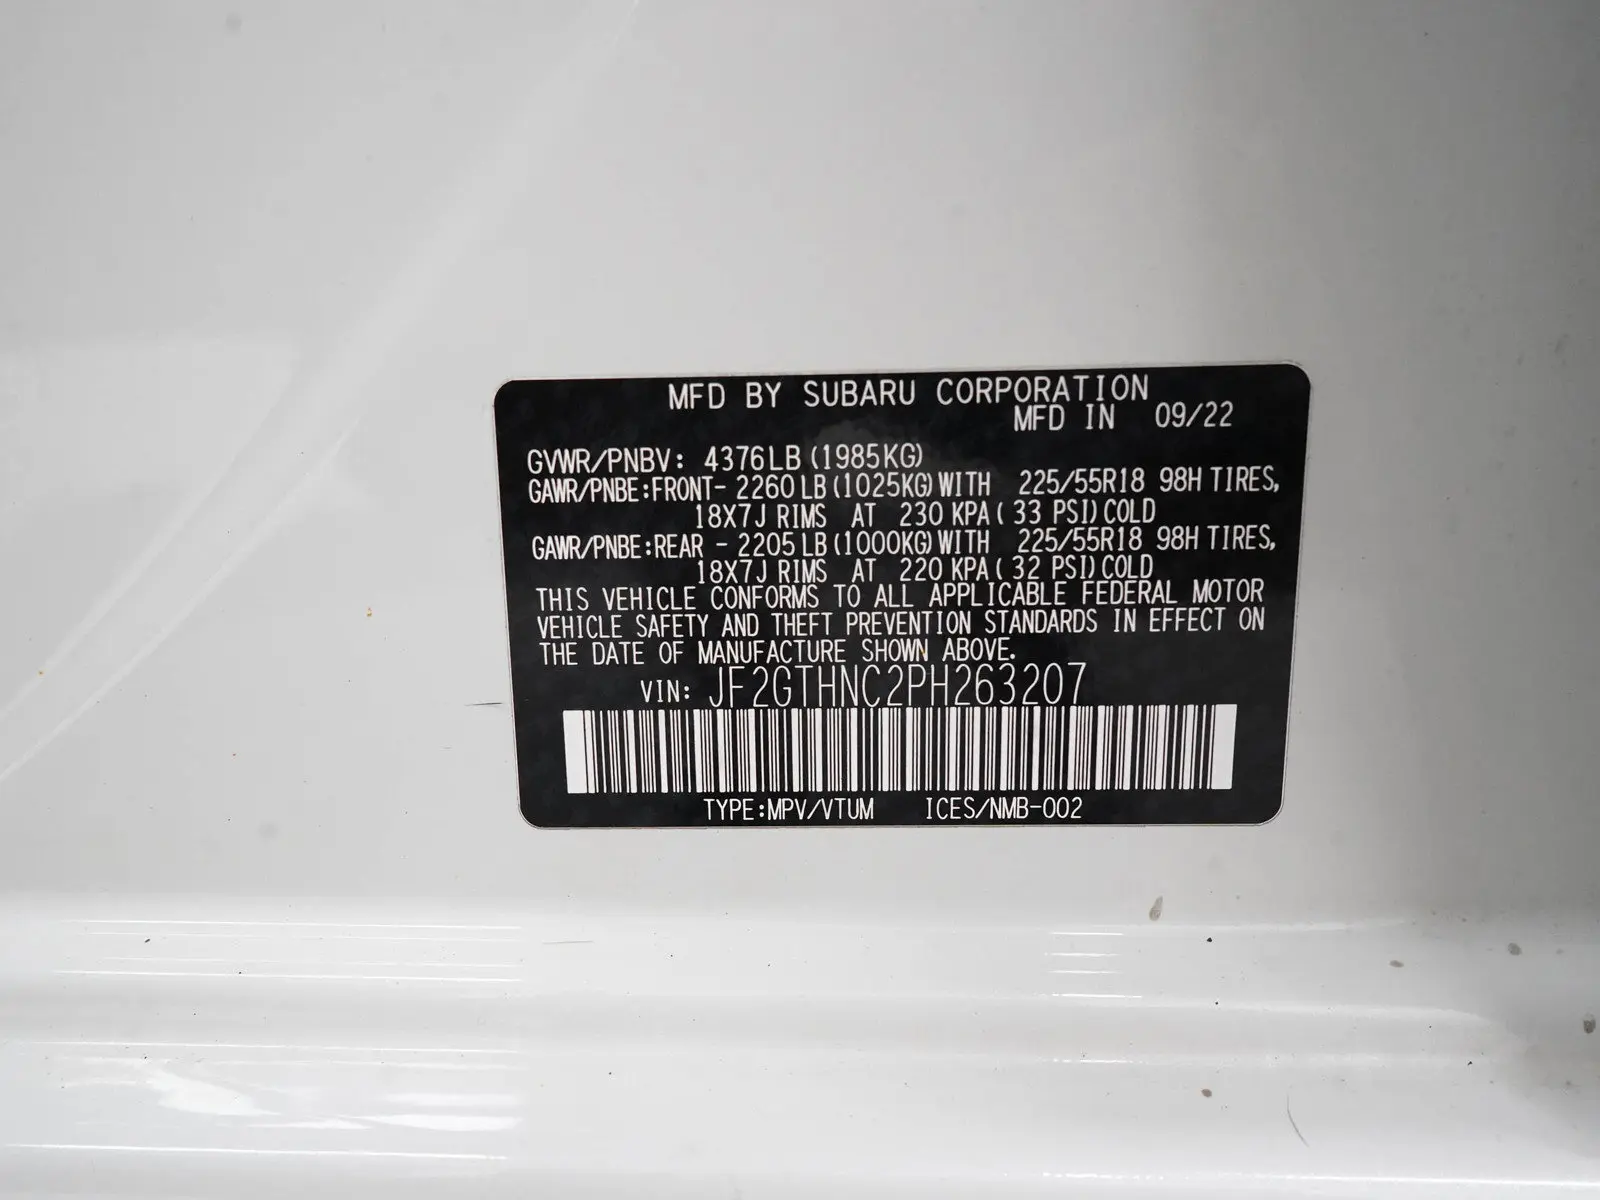 MFD BY SUBARU CORPORATION
MFD IN 09/22
GVWR/PNBV: 4376LB (1985KG)
GAWR/PNBE:FRONT- 2260 LB (1025KG) WITH 225/55R18 98H TIRES,
18X7J RIMS AT 230 KPA ( 33 PSI) COLD
GAWR/PNBE:REAR - 2205 LB (1000KG) WITH 225/55R18 98H TIRES,
18X7J RIMS AT 220 KPA ( 32 PSI) COLD
THIS VEHICLE CONFORMS TO ALL APPLICABLE FEDERAL MOTOR
VEHICLE SAFETY AND THEFT PREVENTION STANDARDS IN EFFECT ON
THE DATE OF MANUFACTURE SHOWN ABOVE.
VIN: JF2GTHNC2PH263207
TYPE:MPV/VTUM ICES/NMB-002